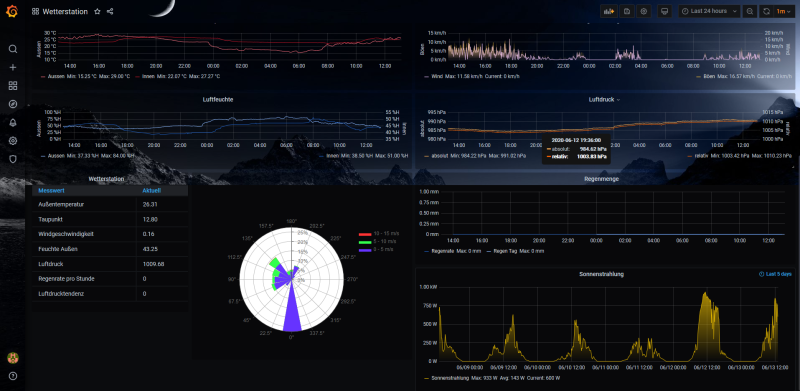 Wetterstation
Last 24 hours
1m
30 °C
25 °C
20 °C
15 °C
10 °C
Aussen
14:00 16:00 18:00 20:00 22:00 00:00 02:00 04:00 06:00 08:00 10:00 12:00
Aussen Min: 15.25 °C Max: 29.00 °C Innen Min: 22.07 °C Max: 27.27 °C
15 km/h
10 km/h
5 km/h
0 km/h
Böen
20 km/h
15 km/h
10 km/h
5 km/h
0 km/h
Wind
14:00 16:00 18:00 20:00 22:00 00:00 02:00 04:00 06:00 08:00 10:00 12:00
Wind Max: 11.58 km/h Current: 0 km/h Böen Max: 16.57 km/h Current: 0 km/h
Luftfeuchte
100 %H
75 %H
50 %H
25 %H
0 %H
Aussen
55 %H
50 %H
45 %H
40 %H
35 %H
Innen
14:00 16:00 18:00 20:00 22:00 00:00 02:00 04:00 06:00 08:00 10:00 12:00
Aussen Min: 37.33 %H Max: 84.00 %H Innen Min: 38.50 %H Max: 51.00 %H
Luftdruck
995 hPa
990 hPa
985 hPa
980 hPa
absolut
1015 hPa
1010 hPa
1005 hPa
1000 hPa
relativ
14:00 16:00 18:00 22:00 00:00 02:00 04:00 06:00 08:00 10:00 12:00
2020-06-12 19:36:00
absolut: 984.62 hPa
relativ: 1003.83 hPa
absolut Min: 984.22 hPa Max: 991.02 hPa relativ Min: 1003.42 hPa Max: 1010.23 hPa
Wetterstation
Messwert Aktuell
Außentemperatur 26.31
Taupunkt 12.80
Windgeschwindigkeit 0.16
Feuchte Außen 43.25
Luftdruck 1009.66
Regenrate pro Stunde 0
Luftdrucktendenz 0
180°
157.5° 202.5°
135° 225°
112.5° 247.5°
90° 270°
67.5° 292.5°
45° 315°
22.5° 337.5°
0°
25%
10 - 15 m/s
5 - 10 m/s
0 - 5 m/s
Regenmenge
1.00 mm
0.75 mm
0.50 mm
0.25 mm
0 mm
14:00 16:00 18:00 20:00 22:00 00:00 02:00 04:00 06:00 08:00 10:00 12:00
Regenrate Max: 0 mm Regen Tag Max: 0 mm
Sonnenstrahlung
Last 5 days
1.00 kW
750 W
500 W
250 W
0 W
06/09 00:00 06/09 12:00 06/10 00:00 06/10 12:00 06/11 00:00 06/11 12:00 06/12 00:00 06/12 12:00 06/13 00:00 06/13 12:00
Sonnenstrahlung Max: 933 W Avg: 143 W Current: 600 W